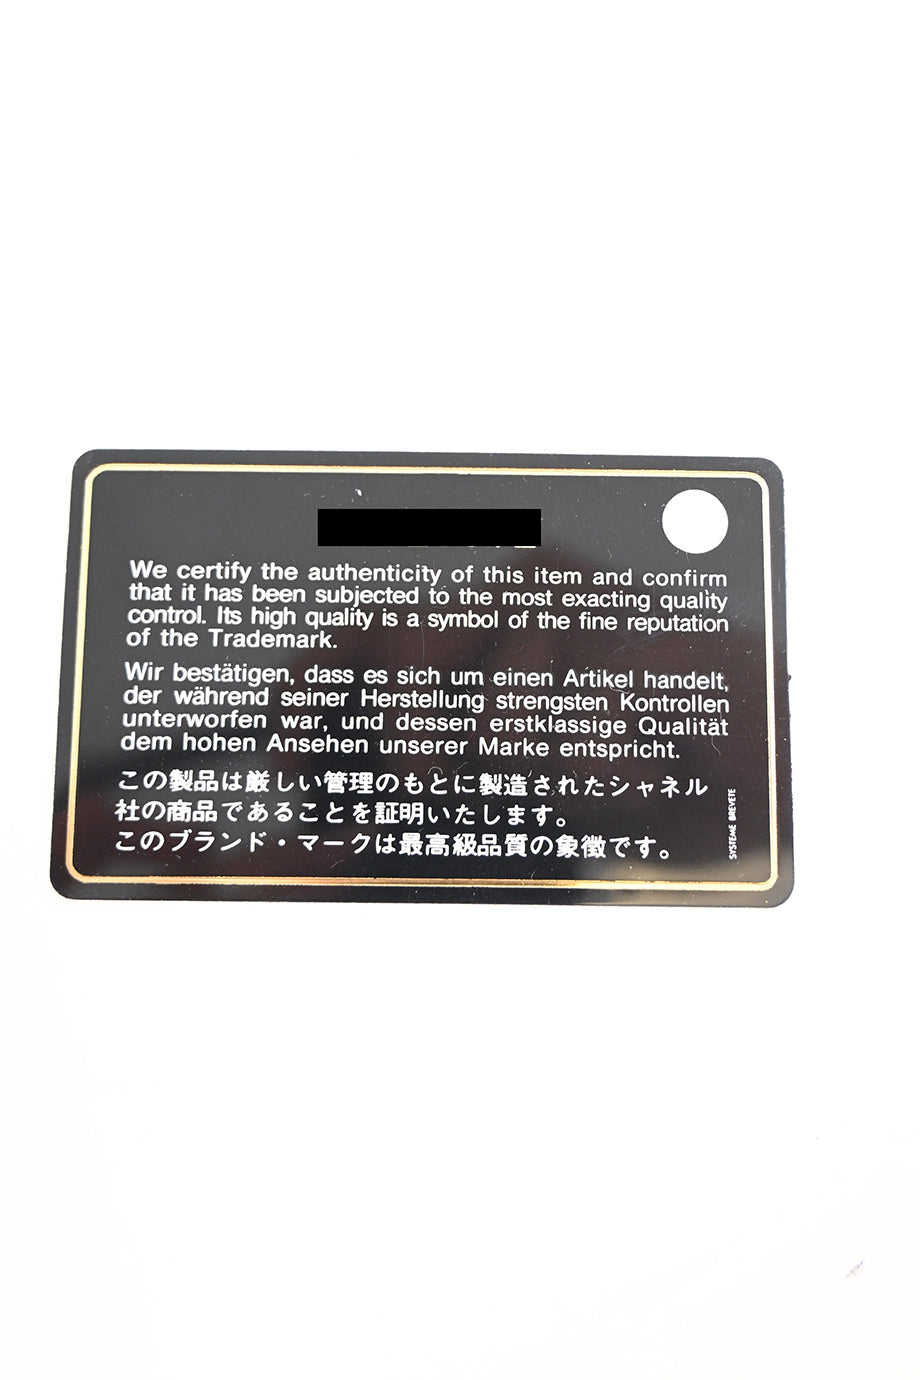 We certify the authenticity of this item and confirm
that it has been subjected to the most exacting quality
control. Its high quality is a symbol of the fine reputation
of the Trademark.
Wir bestätigen, dass es sich um einen Artikel handelt,
der während seiner Herstellung strengsten Kontrollen
unterworfen war, und dessen erstklassige Qualität
dem hohen Ansehen unserer Marke entspricht.
この製品は厳しい管理のもとに製造されたシャネル
社の商品であることを証明いたします。
このブランド・マークは最高級品質の象徴です。
SYSTEME BREVETE